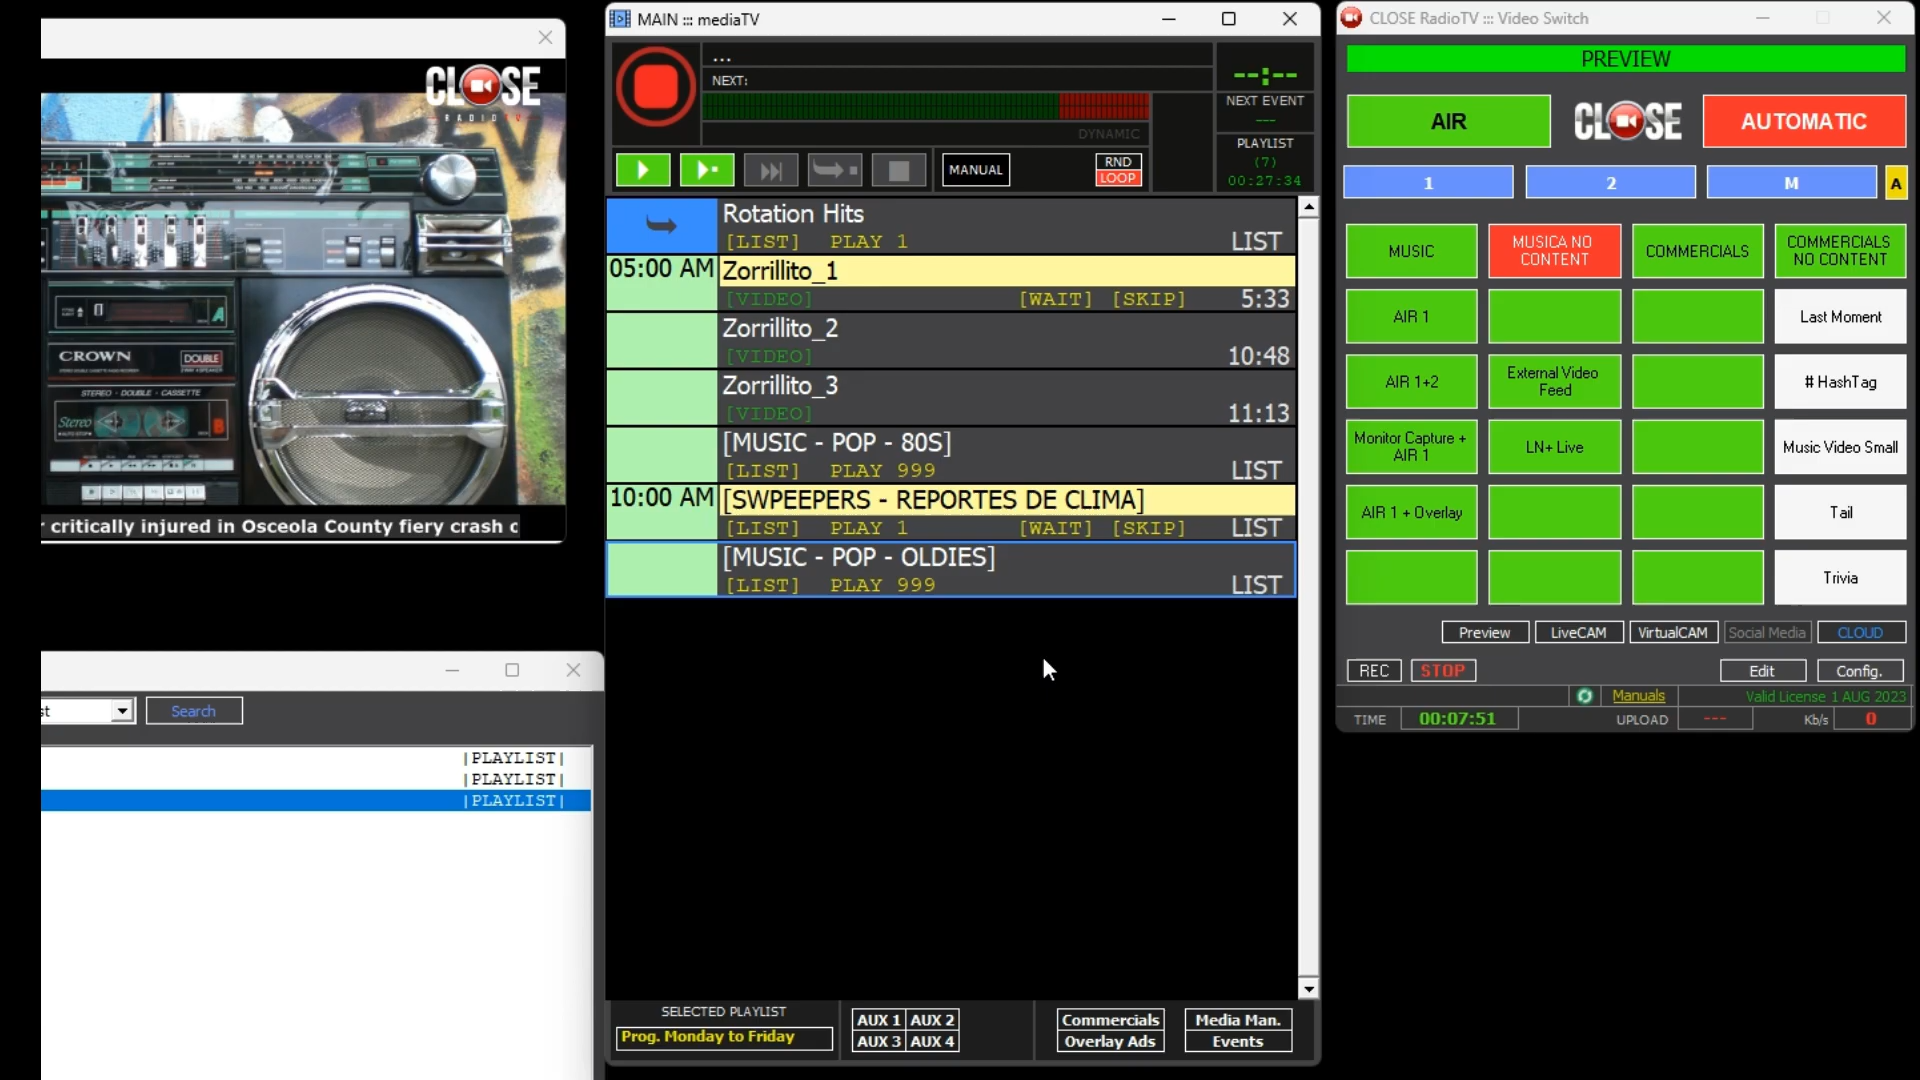 CLOSE
RADIOTV
CROWN
DOUBLE
STEREO - DOUBLE - CASSETTE
Stereo
A
B
critically injured in Osceola County fiery crash
st
Search
|PLAYLIST|
|PLAYLIST|
|PLAYLIST|
MAIN ::: mediaTV
...
NEXT:
DYNAMIC
--:--
NEXT EVENT
---
PLAYLIST
(7)
00:27:34
MANUAL
RND
LOOP
Rotation Hits
[LIST] PLAY 1 LIST
05:00 AM Zorrillito_1
[VIDEO] [WAIT] [SKIP] 5:33
Zorrillito_2
[VIDEO] 10:48
Zorrillito_3
[VIDEO] 11:13
[MUSIC - POP - 80S]
[LIST] PLAY 999 LIST
10:00 AM [SWPEEPERS - REPORTES DE CLIMA]
[LIST] PLAY 1 [WAIT] [SKIP] LIST
[MUSIC - POP - OLDIES]
[LIST] PLAY 999 LIST
SELECTED PLAYLIST
Prog. Monday to Friday
AUX 1 AUX 2
AUX 3 AUX 4
Commercials
Overlay Ads
Media Man.
Events
CLOSE RadioTV ::: Video Switch
PREVIEW
AIR
CLOSE
AUTOMATIC
1 2 M A
MUSIC
MUSICA NO
CONTENT
COMMERCIALS
COMMERCIALS
NO CONTENT
AIR 1
Last Moment
AIR 1+2
External Video
Feed
# HashTag
Monitor Capture +
AIR 1
LN+ Live
Music Video Small
AIR 1 + Overlay
Tail
Trivia
Preview LiveCAM VirtualCAM Social Media CLOUD
REC STOP Edit Config.
Manuals Valid License 1 AUG 2023
TIME 00:07:51 UPLOAD --- Kb/s 0